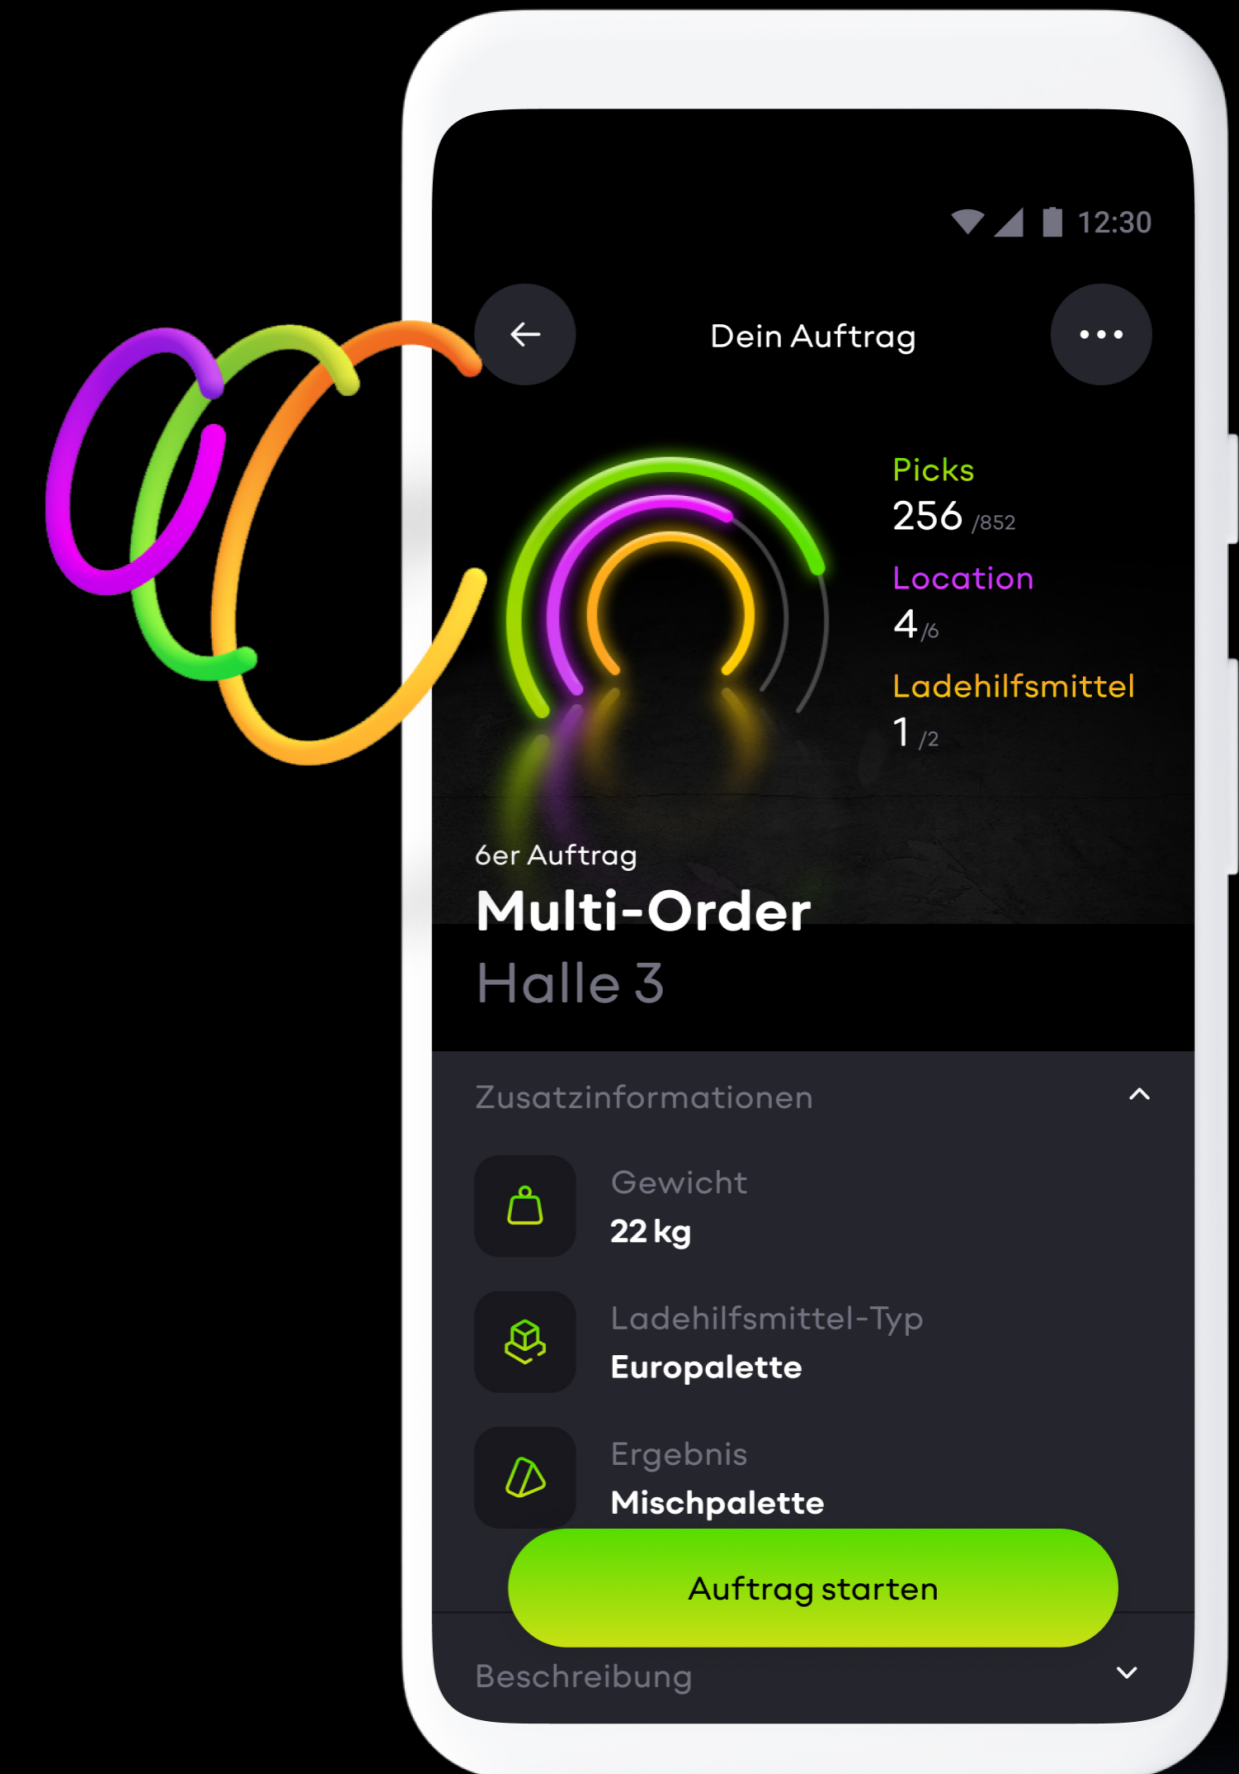 12:30
Dein Auftrag
Picks
256 /852
Location
4 /6
Ladehilfsmittel
1 /2
6er Auftrag
Multi-Order
Halle 3
Zusatzinformationen
Gewicht
22 kg
Ladehilfsmittel-Typ
Europalette
Ergebnis
Mischpalette
Auftrag starten
Beschreibung